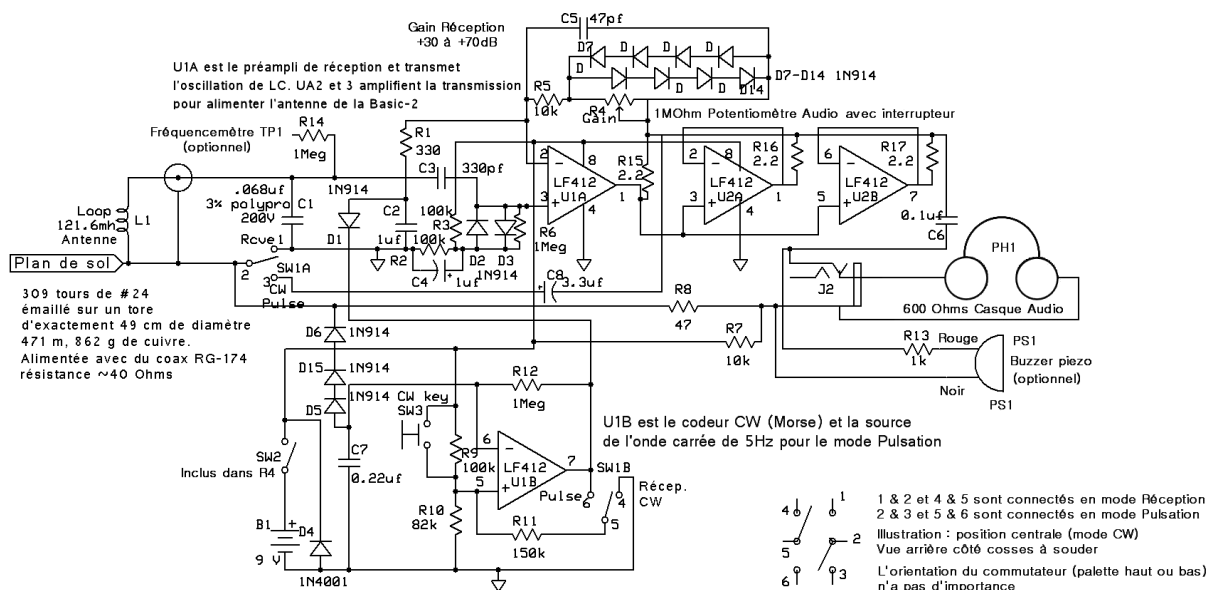 C5
47pf
Gain Réception
+30 à +70dB
D7
D
D
D
D
D
D
D14
D7-D14 1N914
U1A est le préampli de réception et transmet
l'oscillation de LC. UA2 et 3 amplifient la transmission
pour alimenter l'antenne de la Basic-2
R5
10k
R4
Gain
1MOhm Potentiomètre Audio avec interrupteur
Fréquencemètre TP1
(optionnel)
R14
1Meg
R1
330
C3
330pf
1N914
2
8
3
1
4
LF412
U1A
R15
2.2
2
8
3
1
4
LF412
U2A
R16
2.2
6
5
7
LF412
U2B
R17
2.2
.068uf
3% polypro
200V
C1
Loop
121.6mh
Antenne
L1
C2
1uf
100k
R3
100k
R2
R6
1Meg
D1
D2
D3
1N914
C4
1uf
0.1uf
C6
PH1
Plan de sol
Rcve
1
2
3
SW1A
CW
Pulse
C8
3.3uf
J2
600 Ohms Casque Audio
309 tours de #24
émaillé sur un tore
d'exactement 49 cm de diamètre
471 m, 862 g de cuivre.
Alimentée avec du coax RG-174
résistance ~40 Ohms
R8
47
R7
10k
D6
1N914
D15
1N914
D5
1N914
R13
1k
Rouge
PS1
Buzzer piezo
(optionnel)
Noir
PS1
R12
1Meg
CW key
SW3
U1B est le codeur CW (Morse) et la source
de l'onde carrée de 5Hz pour le mode Pulsation
SW2
Inclus dans R4
C7
0.22uf
R9
100k
6
5
7
LF412
U1B
SW1B
Pulse
6
4
5
Récep.
CW
R10
82k
R11
150k
B1
+
9 V
D4
1N4001
4
1
5
2
6
3
1 & 2 et 4 & 5 sont connectés en mode Réception
2 & 3 et 5 & 6 sont connectés en mode Pulsation
Illustration : position centrale (mode CW)
Vue arrière côté cosses à souder
L'orientation du commutateur (palette haut ou bas)
n'a pas d'importance